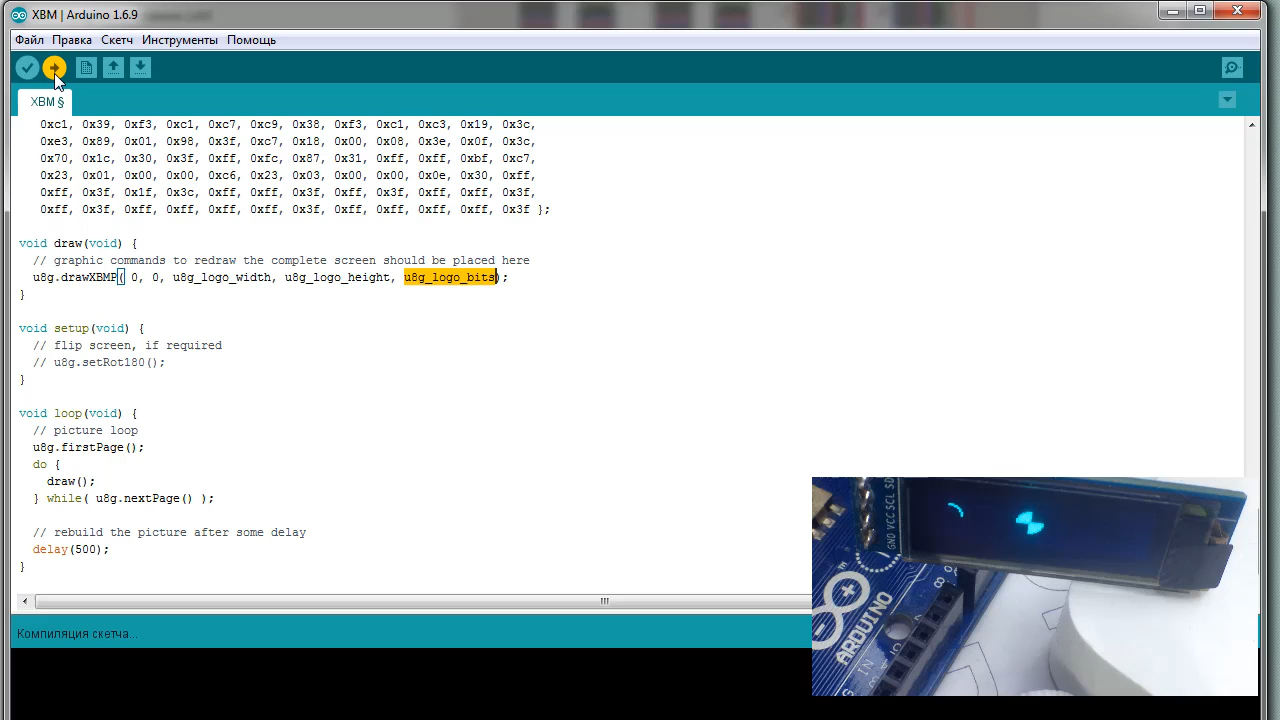 XBM | Arduino 1.6.9
Файл Правка Скетч Инструменты Помощь
XBM §
0xc1, 0x39, 0xf3, 0xc1, 0xc7, 0xc9, 0x38, 0xf3, 0xc1, 0xc3, 0x19, 0x3c,
0xe3, 0x89, 0x01, 0x98, 0x3f, 0xc7, 0x18, 0x00, 0x08, 0x3e, 0x0f, 0x3c,
0x70, 0x1c, 0x30, 0x3f, 0xff, 0xfc, 0x87, 0x31, 0xff, 0xff, 0xbf, 0xc7,
0x23, 0x01, 0x00, 0x00, 0xc6, 0x23, 0x03, 0x00, 0x00, 0x0e, 0x30, 0xff,
0xff, 0x3f, 0x1f, 0x3c, 0xff, 0x3f, 0xff, 0xff, 0x3f, 0xff, 0xff, 0x3f,
0xff, 0x3f, 0xff, 0xff, 0xff, 0xff, 0x3f, 0xff, 0xff, 0xff, 0xff, 0x3f };
void draw(void) {
// graphic commands to redraw the complete screen should be placed here
u8g.drawXBMP( 0, 0, u8g_logo_width, u8g_logo_height, u8g_logo_bits);
}
void setup(void) {
// flip screen, if required
// u8g.setRot180();
}
void loop(void) {
// picture loop
u8g.firstPage();
do {
draw();
} while( u8g.nextPage() );
// rebuild the picture after some delay
delay(500);
}
Компиляция скетча...
GND VCC SCL SD
ARDUINO